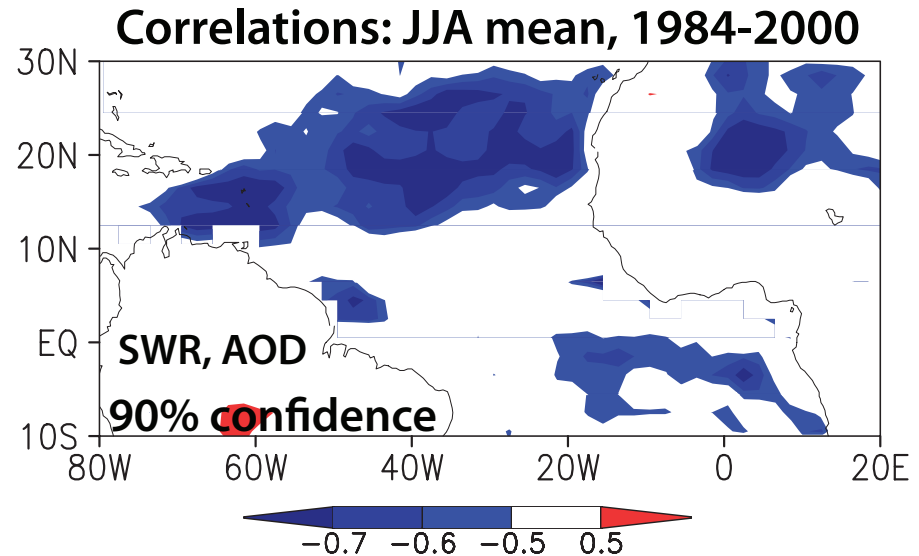 Correlations: JJA mean, 1984-2000
30N
20N
10N
EQ
10S
SWR, AOD
90% confidence
80W 60W 40W 20W 0 20E
-0.7 -0.6 -0.5 0.5